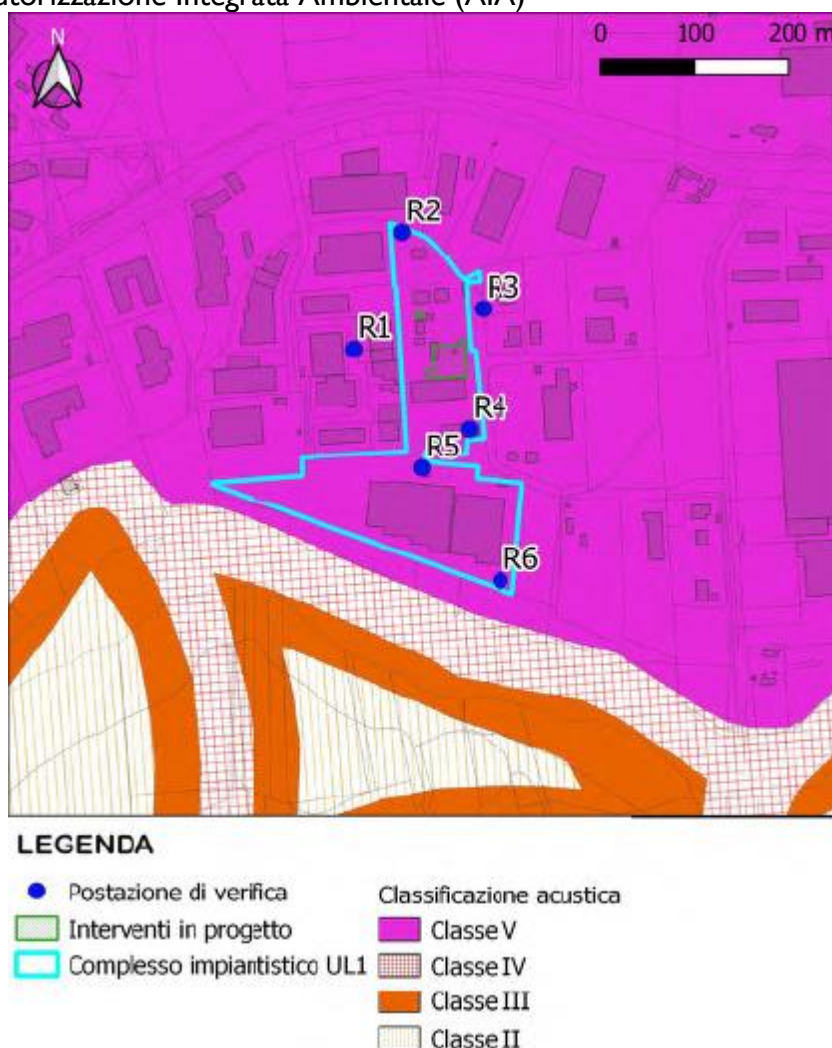 utorizzazione Integrata Ambientale (AIA)
N
0 100 200 m
R2
R3
R1
R4
R5
R6
LEGENDA
Postazione di verifica
Interventi in progetto
Complesso impiantistico UL1
Classificazione acustica
Classe V
Classe IV
Classe III
Classe II